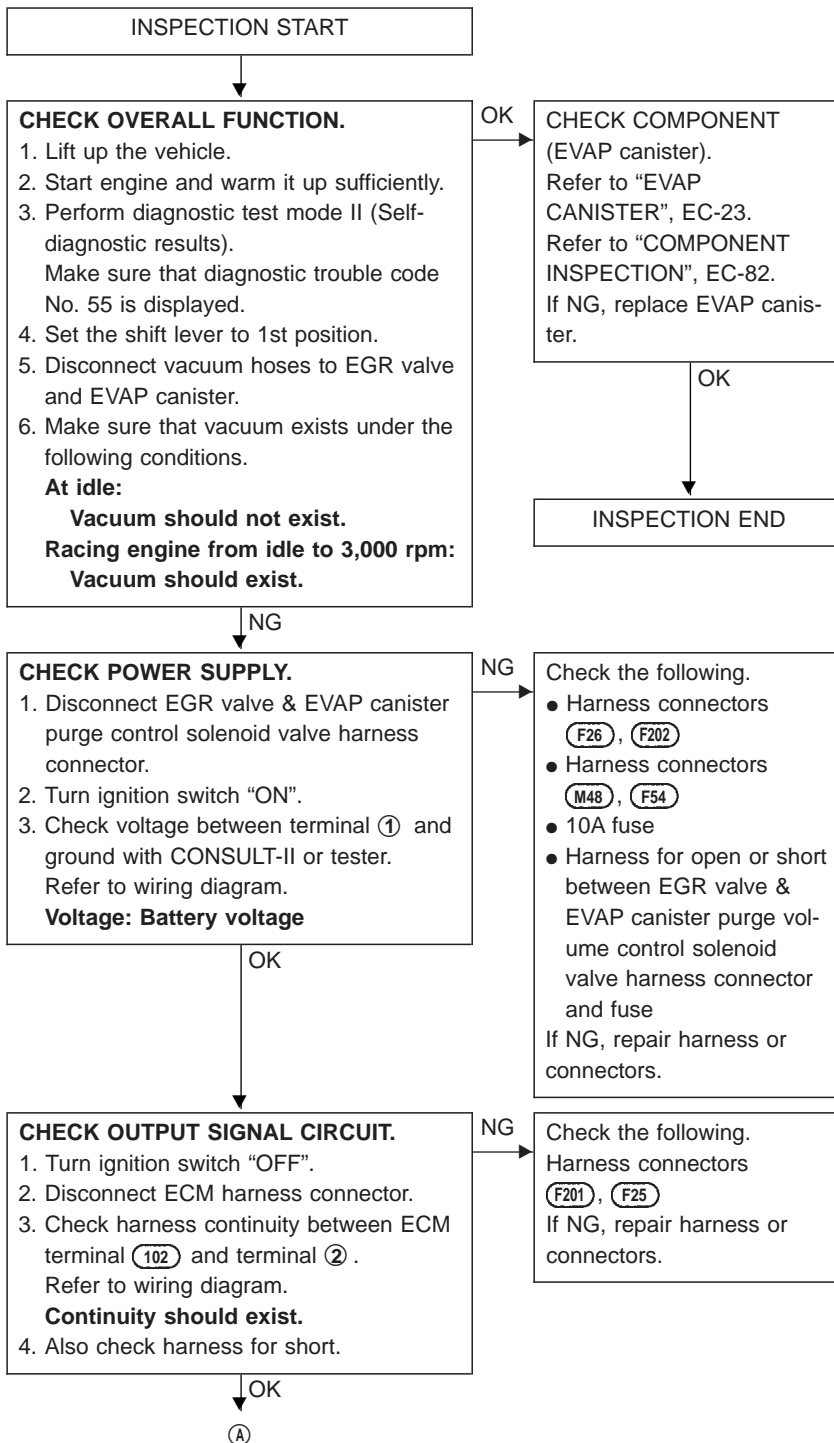 INSPECTION START
CHECK OVERALL FUNCTION.
1. Lift up the vehicle.
2. Start engine and warm it up sufficiently.
3. Perform diagnostic test mode II (Self-
diagnostic results).
Make sure that diagnostic trouble code
No. 55 is displayed.
4. Set the shift lever to 1st position.
5. Disconnect vacuum hoses to EGR valve
and EVAP canister.
6. Make sure that vacuum exists under the
following conditions.
At idle:
Vacuum should not exist.
Racing engine from idle to 3,000 rpm:
Vacuum should exist.
OK
CHECK COMPONENT
(EVAP canister).
Refer to “EVAP
CANISTER”, EC-23.
Refer to “COMPONENT
INSPECTION”, EC-82.
If NG, replace EVAP canis-
ter.
OK
INSPECTION END
NG
CHECK POWER SUPPLY.
1. Disconnect EGR valve & EVAP canister
purge control solenoid valve harness
connector.
2. Turn ignition switch “ON”.
3. Check voltage between terminal ① and
ground with CONSULT-II or tester.
Refer to wiring diagram.
Voltage: Battery voltage
NG
Check the following.
● Harness connectors
F26, F202
● Harness connectors
M48, F54
● 10A fuse
● Harness for open or short
between EGR valve &
EVAP canister purge vol-
ume control solenoid
valve harness connector
and fuse
If NG, repair harness or
connectors.
OK
CHECK OUTPUT SIGNAL CIRCUIT.
1. Turn ignition switch “OFF”.
2. Disconnect ECM harness connector.
3. Check harness continuity between ECM
terminal 102 and terminal ② .
Refer to wiring diagram.
Continuity should exist.
4. Also check harness for short.
NG
Check the following.
Harness connectors
F201, F25
If NG, repair harness or
connectors.
OK
Ⓐ